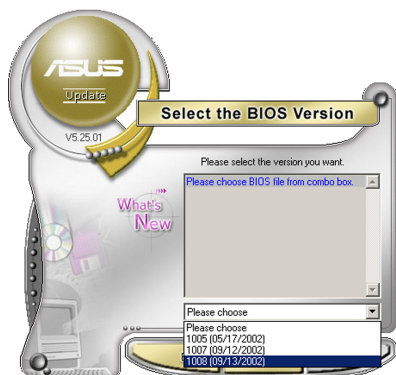 ASUS
Update
V5.25.01
Select the BIOS Version
Please select the version you want.
What's
New
Please choose BIOS file from combo box.
Please choose
Please choose
1005 (05/17/2002)
1007 (09/12/2002)
1008 (09/13/2002)